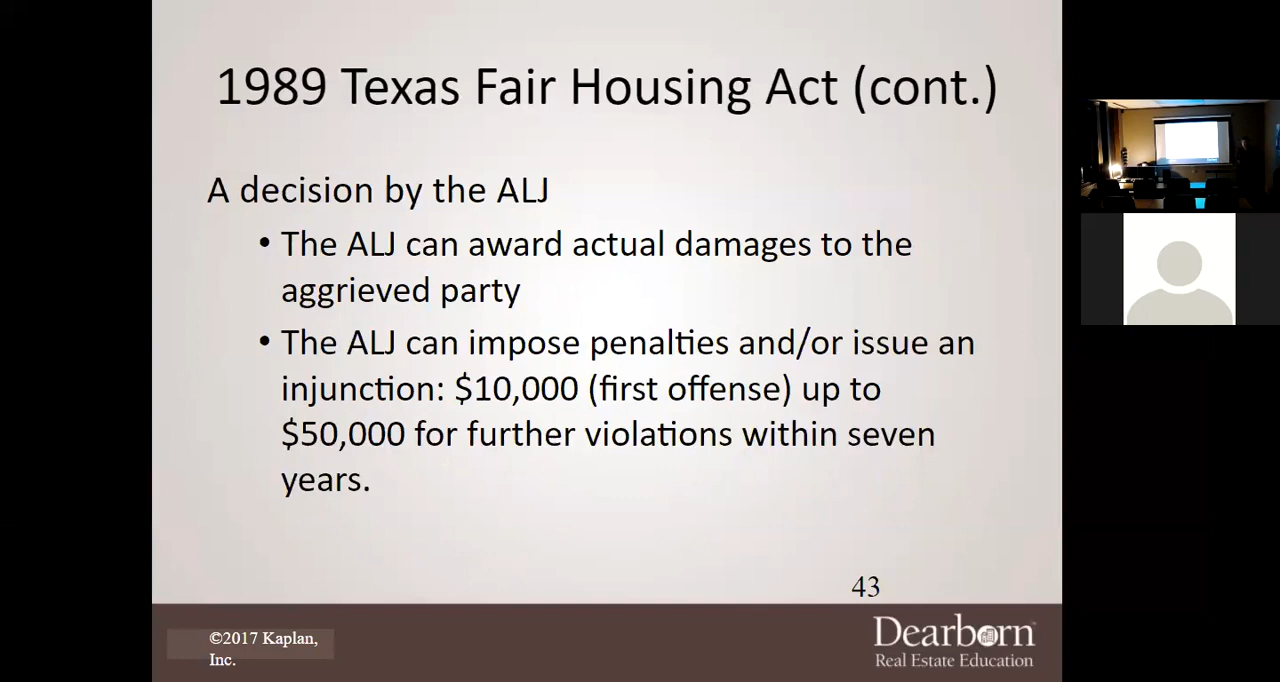 1989 Texas Fair Housing Act (cont.)
A decision by the ALJ
• The ALJ can award actual damages to the
aggrieved party
• The ALJ can impose penalties and/or issue an
injunction: $10,000 (first offense) up to
$50,000 for further violations within seven
years.
43
©2017 Kaplan,
Inc.
Dearborn™
Real Estate Education